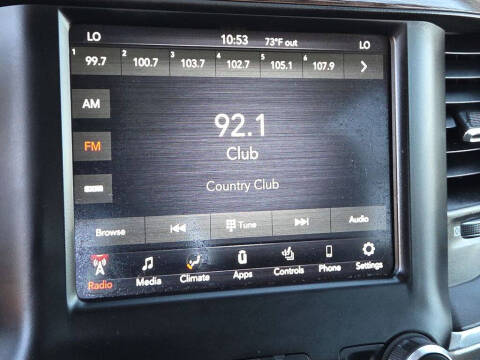 LO 10:53 73°F out LO
1 2 3 4 5 6
99.7 100.7 103.7 102.7 105.1 107.9
AM
92.1
FM
Club
SXM
Country Club
Browse Tune Audio
Radio Media Climate Apps Controls Phone Settings